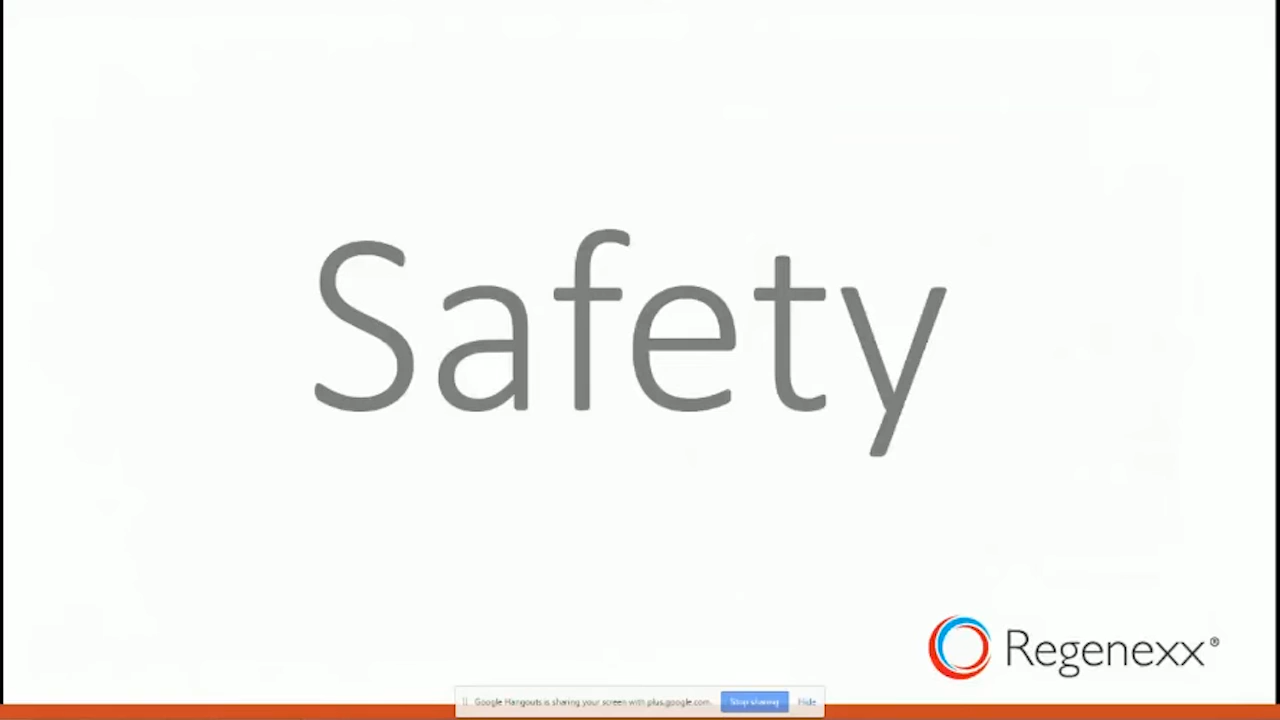 Safety
Regenexx®
Google Hangouts is sharing your screen with plus.google.com.
Stop sharing
Hide